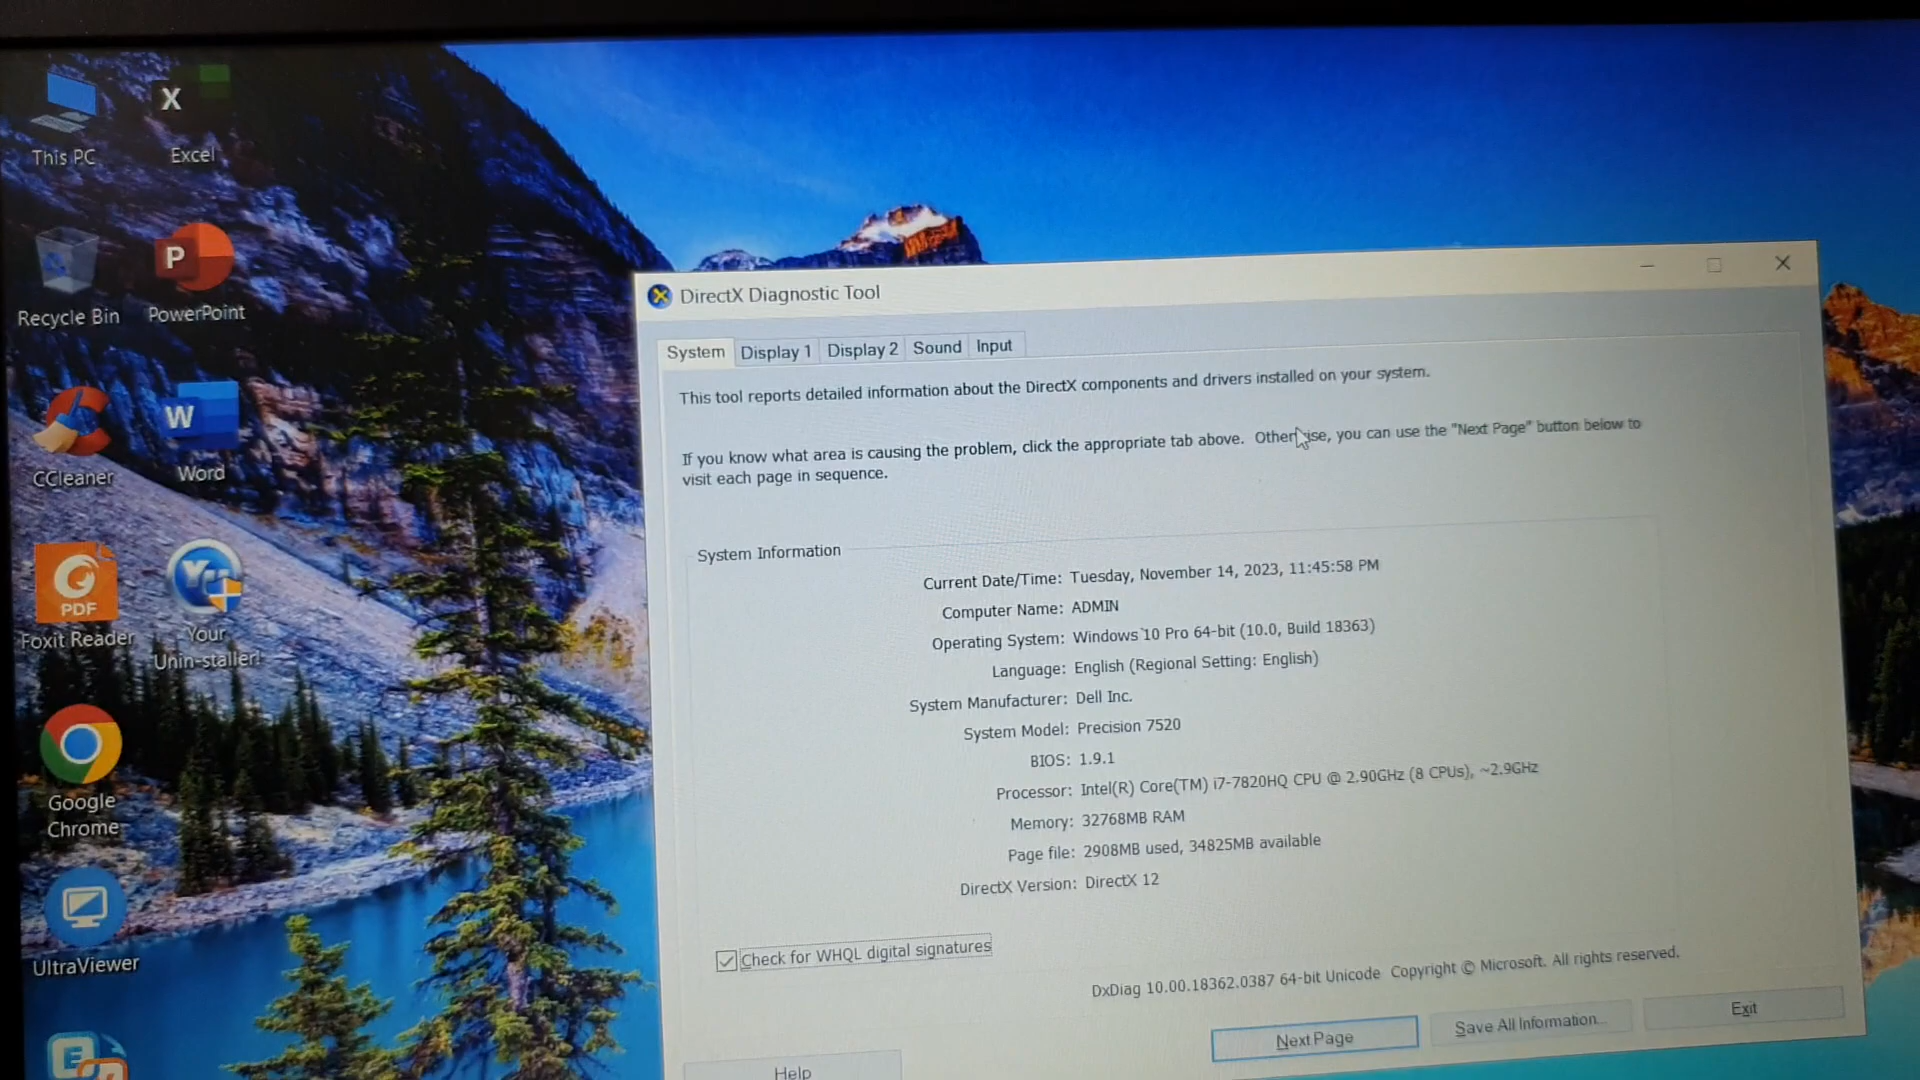 This PC
X
Excel
Recycle Bin
P
PowerPoint
CCleaner
W
Word
PDF
Foxit Reader
Your
Unin-staller!
Google
Chrome
UltraViewer
DirectX Diagnostic Tool
System
Display 1
Display 2
Sound
Input
This tool reports detailed information about the DirectX components and drivers installed on your system.
If you know what area is causing the problem, click the appropriate tab above. Otherwise, you can use the "Next Page" button below to
visit each page in sequence.
System Information
Current Date/Time: Tuesday, November 14, 2023, 11:45:58 PM
Computer Name: ADMIN
Operating System: Windows 10 Pro 64-bit (10.0, Build 18363)
Language: English (Regional Setting: English)
System Manufacturer: Dell Inc.
System Model: Precision 7520
BIOS: 1.9.1
Processor: Intel(R) Core(TM) i7-7820HQ CPU @ 2.90GHz (8 CPUs), ~2.9GHz
Memory: 32768MB RAM
Page file: 2908MB used, 34825MB available
DirectX Version: DirectX 12
Check for WHQL digital signatures
DxDiag 10.00.18362.0387 64-bit Unicode Copyright © Microsoft. All rights reserved.
Help
Next Page
Save All Information...
Exit